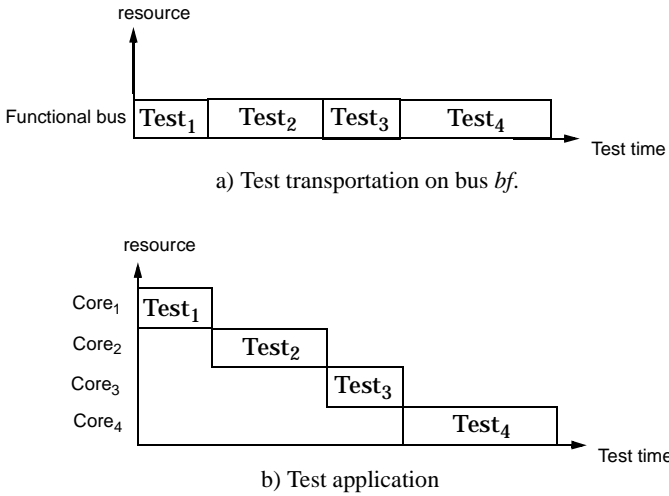 resource
Functional bus Test1 Test2 Test3 Test4
Test time
a) Test transportation on bus bf.
resource
Core1 Test1
Core2 Test2
Core3 Test3
Core4 Test4
Test time
b) Test application